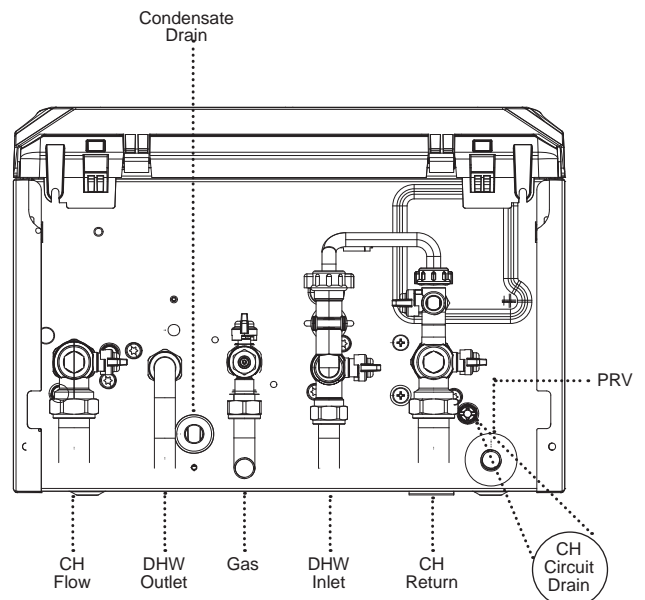 Condensate
Drain
PRV
CH
Flow
DHW
Outlet
Gas
DHW
Inlet
CH
Return
CH
Circuit
Drain